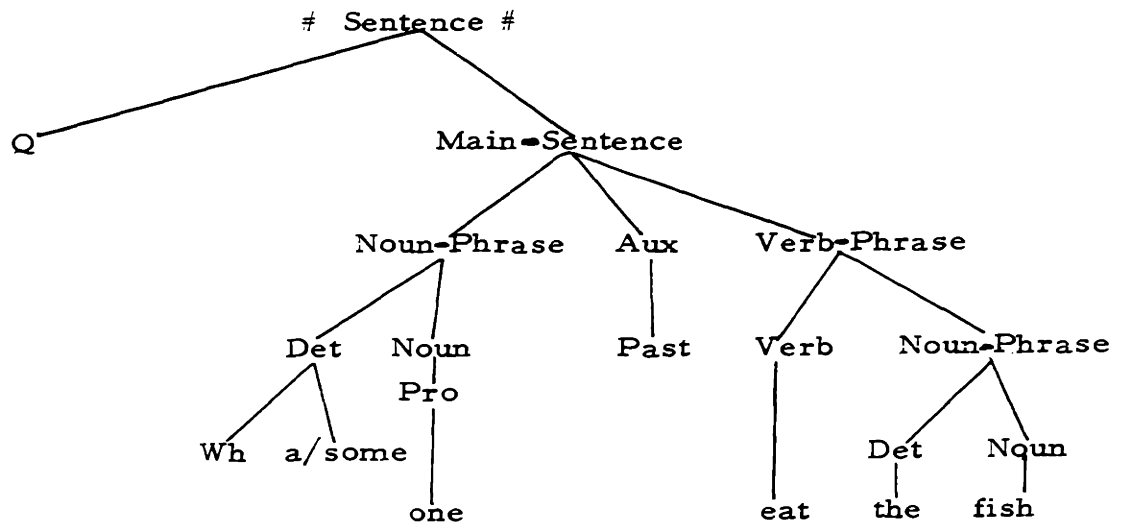 # Sentence #
Q
Main-Sentence
Noun-Phrase Aux Verb-Phrase
Det Noun Past Verb Noun-Phrase
Pro
Wh a/some Det Noun
one eat the fish